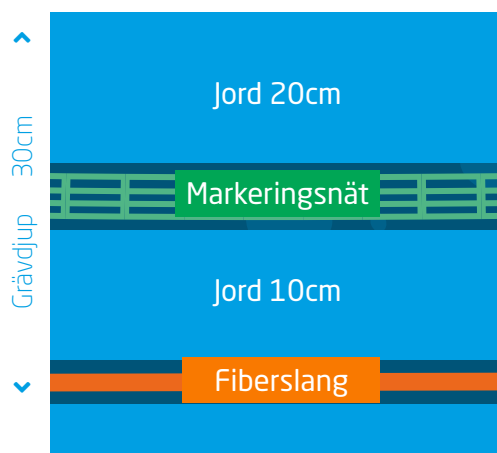 Grävdjup 30cm
Jord 20cm
Markeringsnät
Jord 10cm
Fiberslang